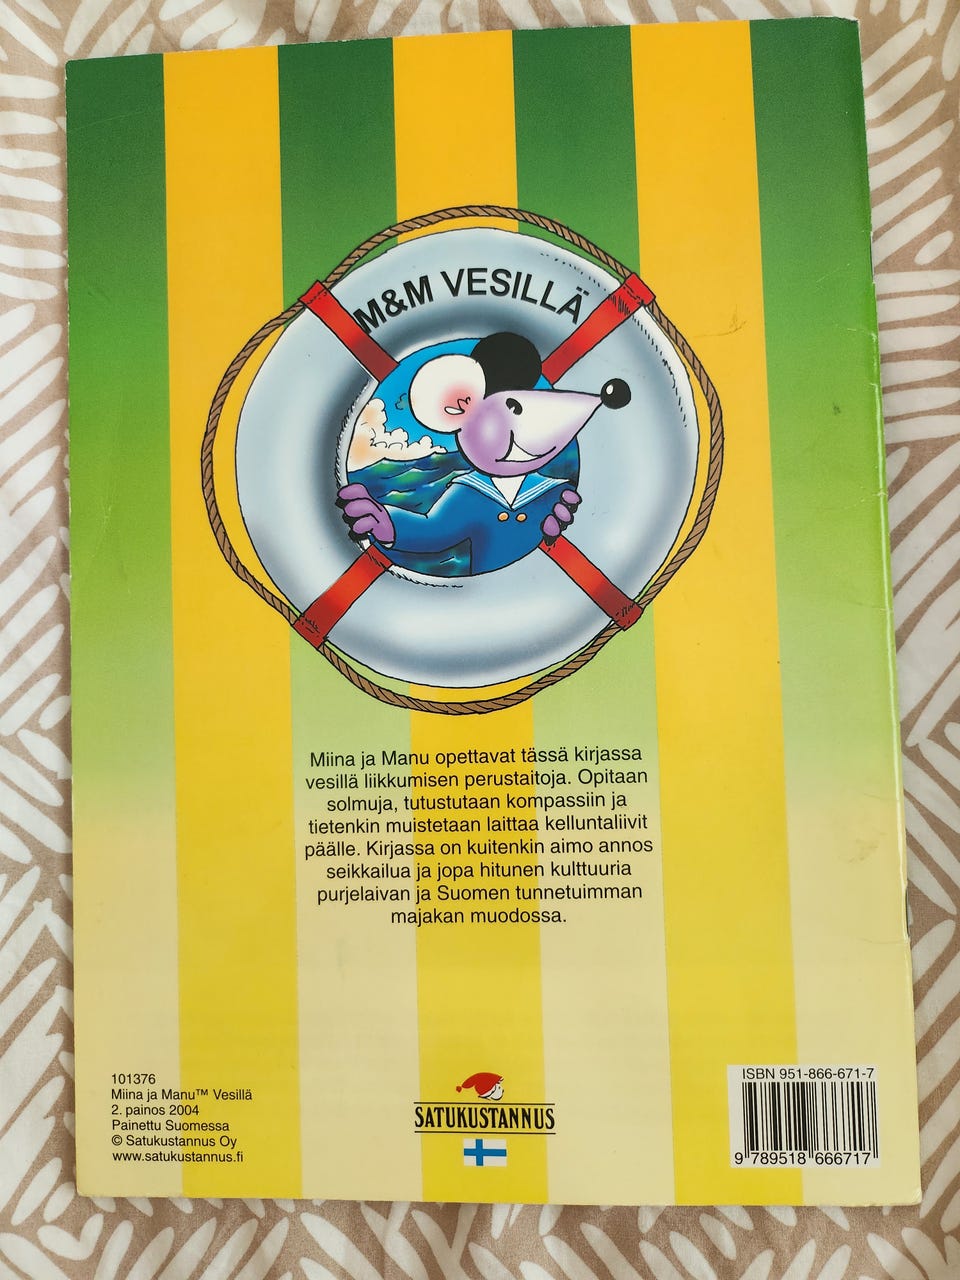 M&M VESILLÄ
Miina ja Manu opettavat tässä kirjassa
vesillä liikkumisen perustaitoja. Opitaan
solmuja, tutustutaan kompassiin ja
tietenkin muistetaan laittaa kelluntaliivit
päälle. Kirjassa on kuitenkin aimo annos
seikkailua ja jopa hitunen kulttuuria
purjelaivan ja Suomen tunnetuimman
majakan muodossa.
101376
Miina ja Manu™ Vesillä
2. painos 2004
Painettu Suomessa
© Satukustannus Oy
www.satukustannus.fi
SATUKUSTANNUS
ISBN 951-866-671-7
9 789518 666717